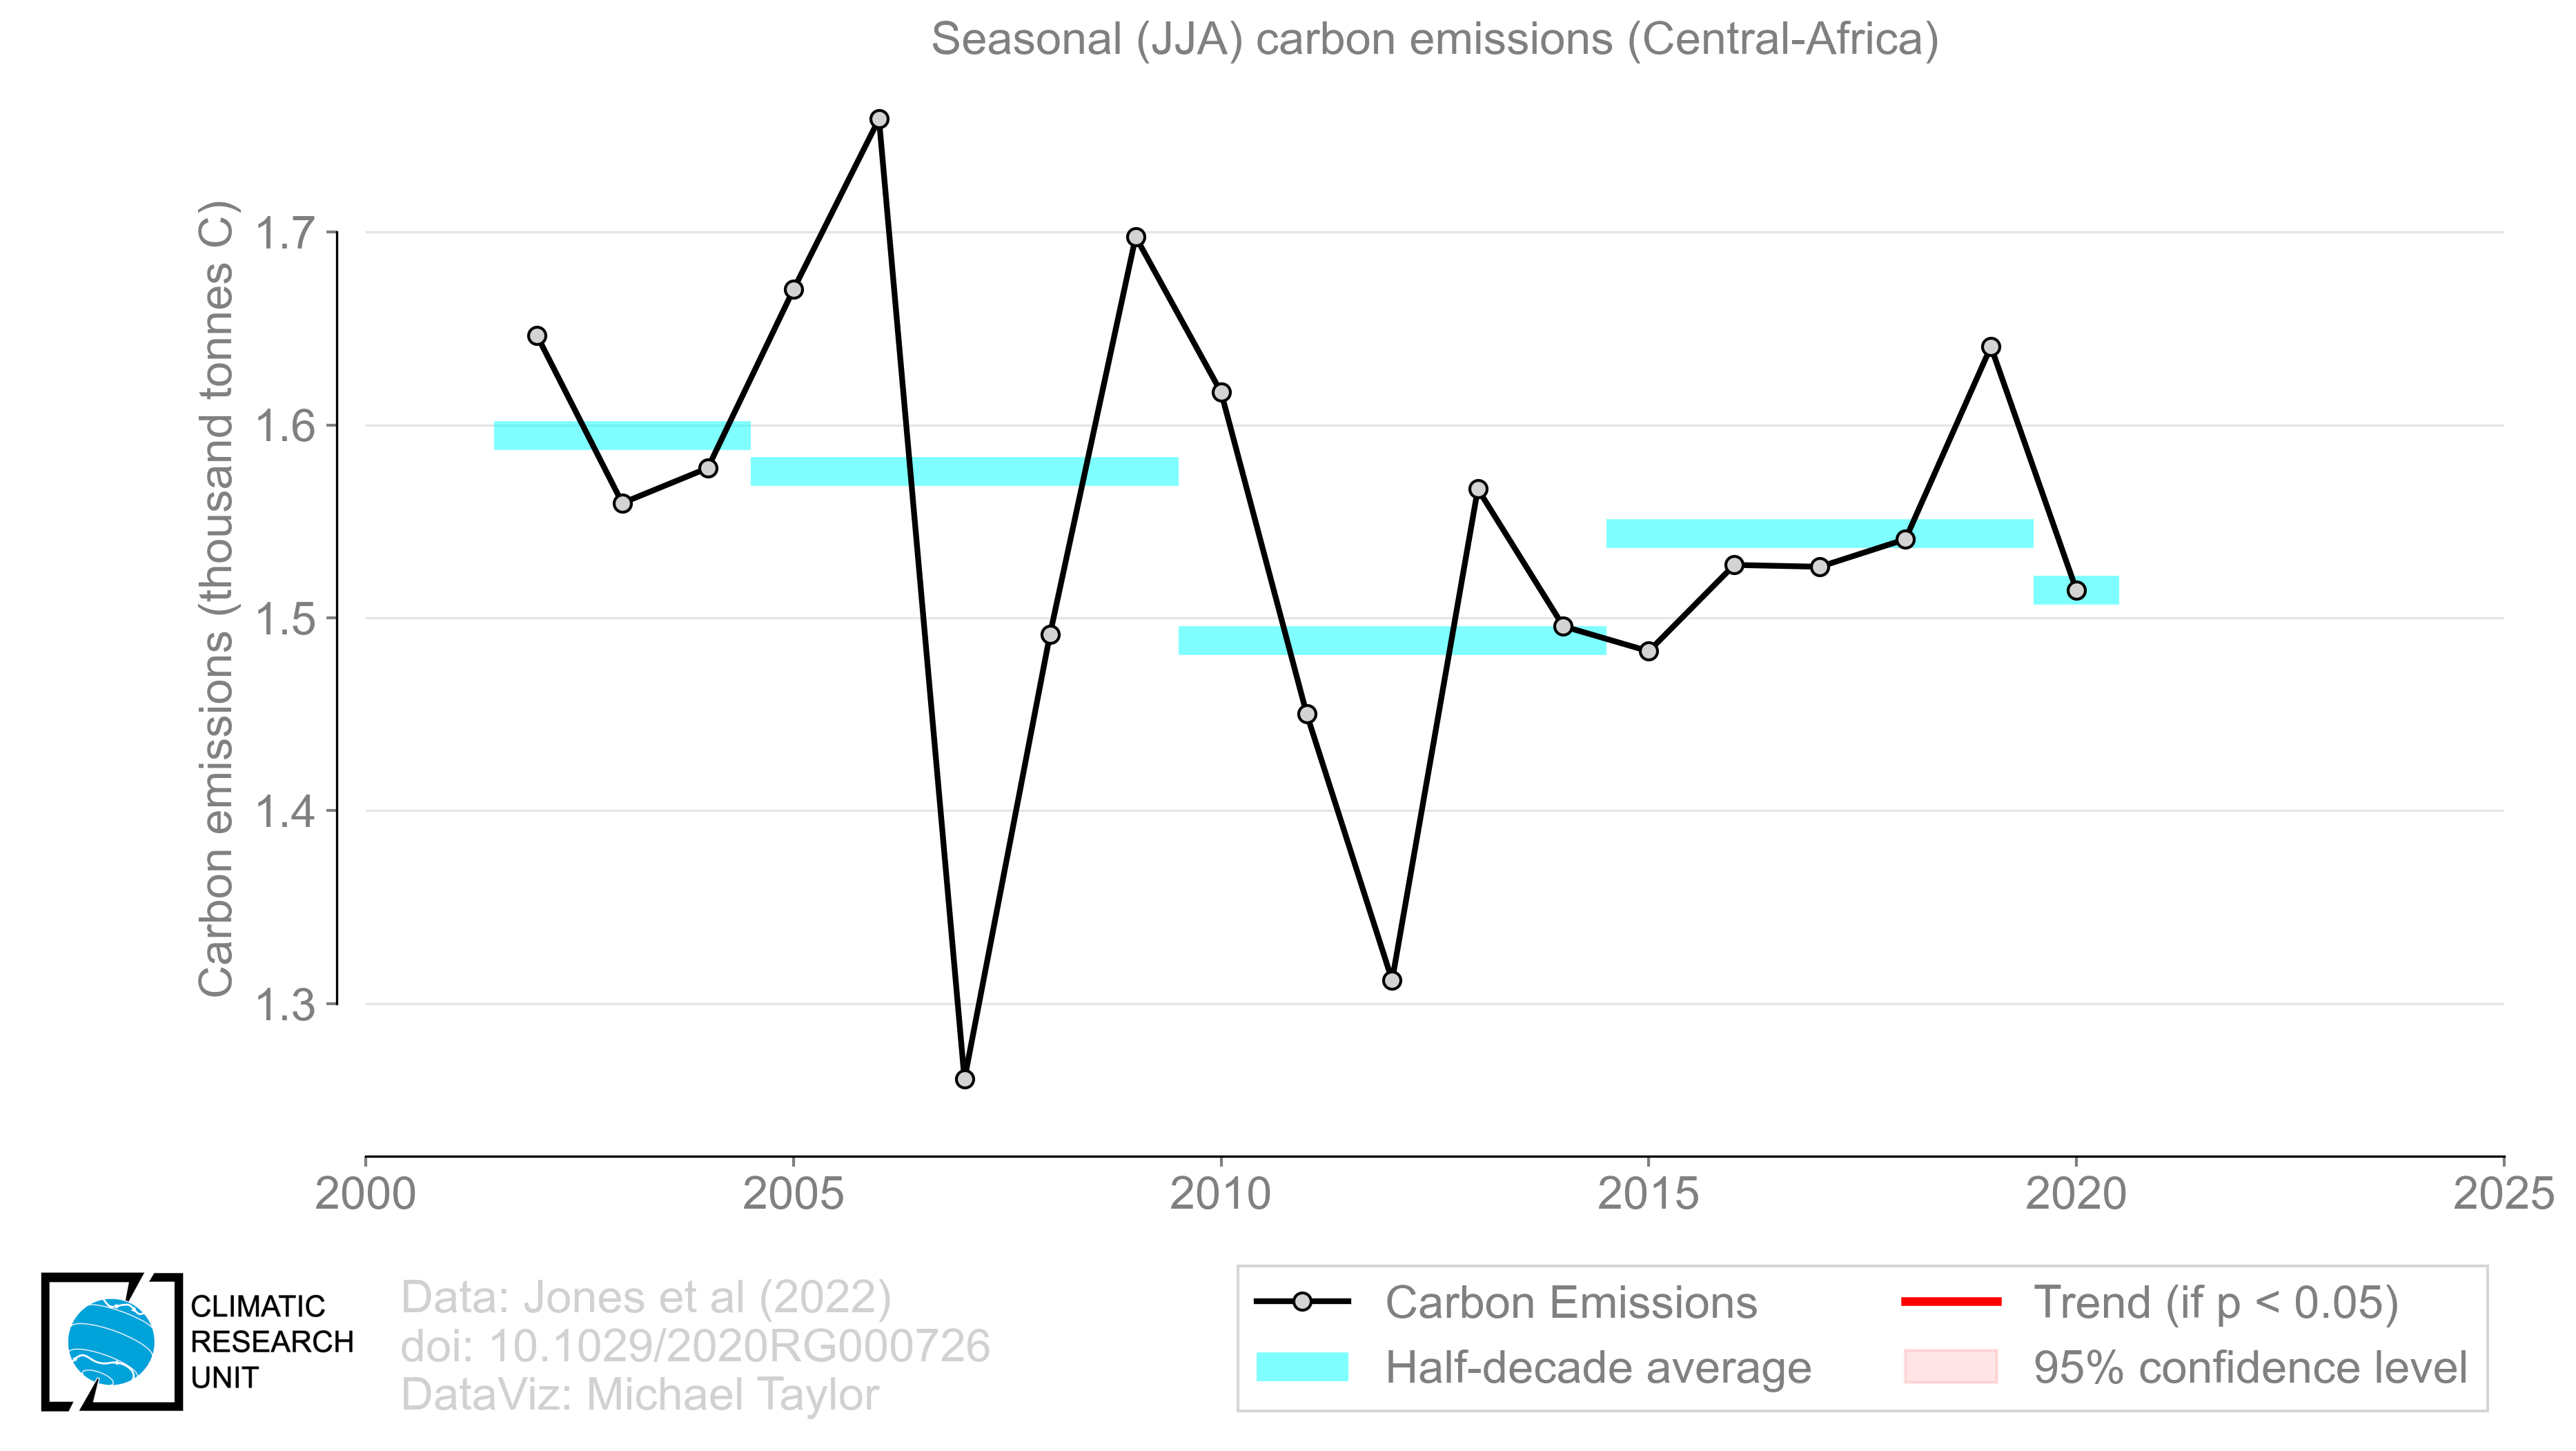 Seasonal (JJA) carbon emissions (Central-Africa)
Carbon emissions (thousand tonnes C)
1.7
1.6
1.5
1.4
1.3
2000
2005
2010
2015
2020
2025
CLIMATIC
RESEARCH
UNIT
Data: Jones et al (2022)
doi: 10.1029/2020RG000726
DataViz: Michael Taylor
Carbon Emissions
Half-decade average
Trend (if p < 0.05)
95% confidence level